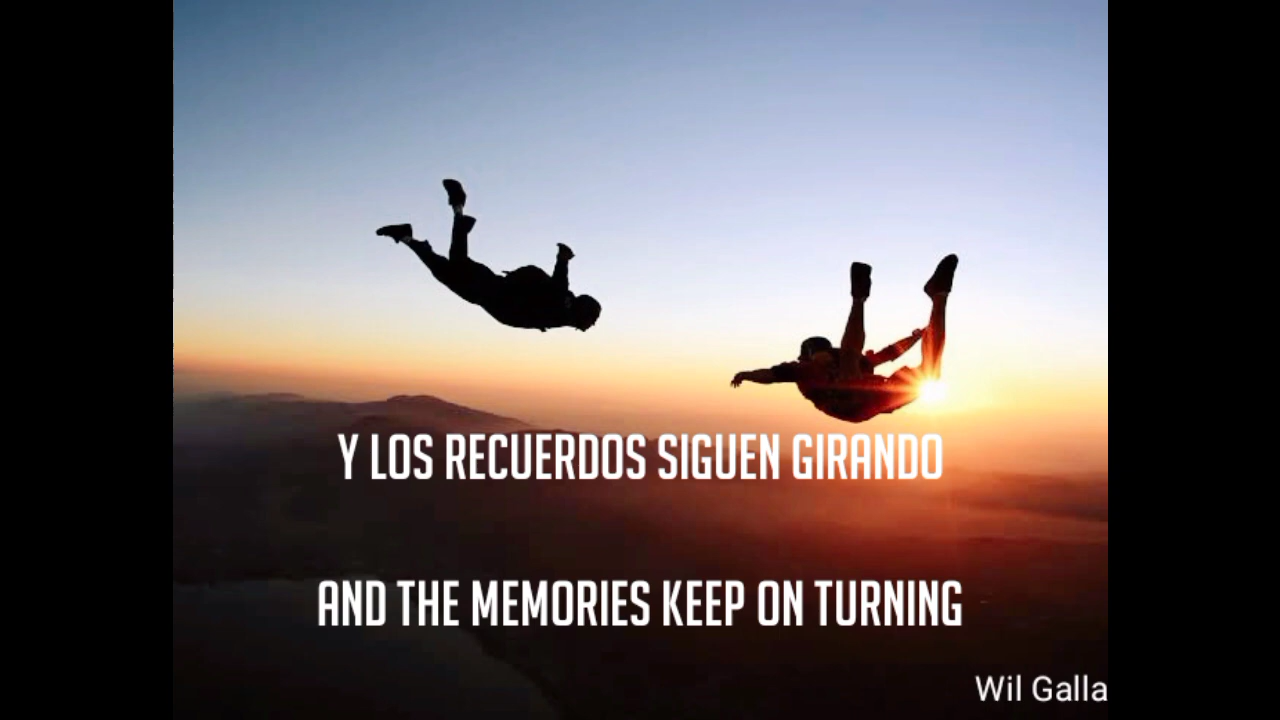 Y LOS RECUERDOS SIGUEN GIRANDO
AND THE MEMORIES KEEP ON TURNING
Wil Galla